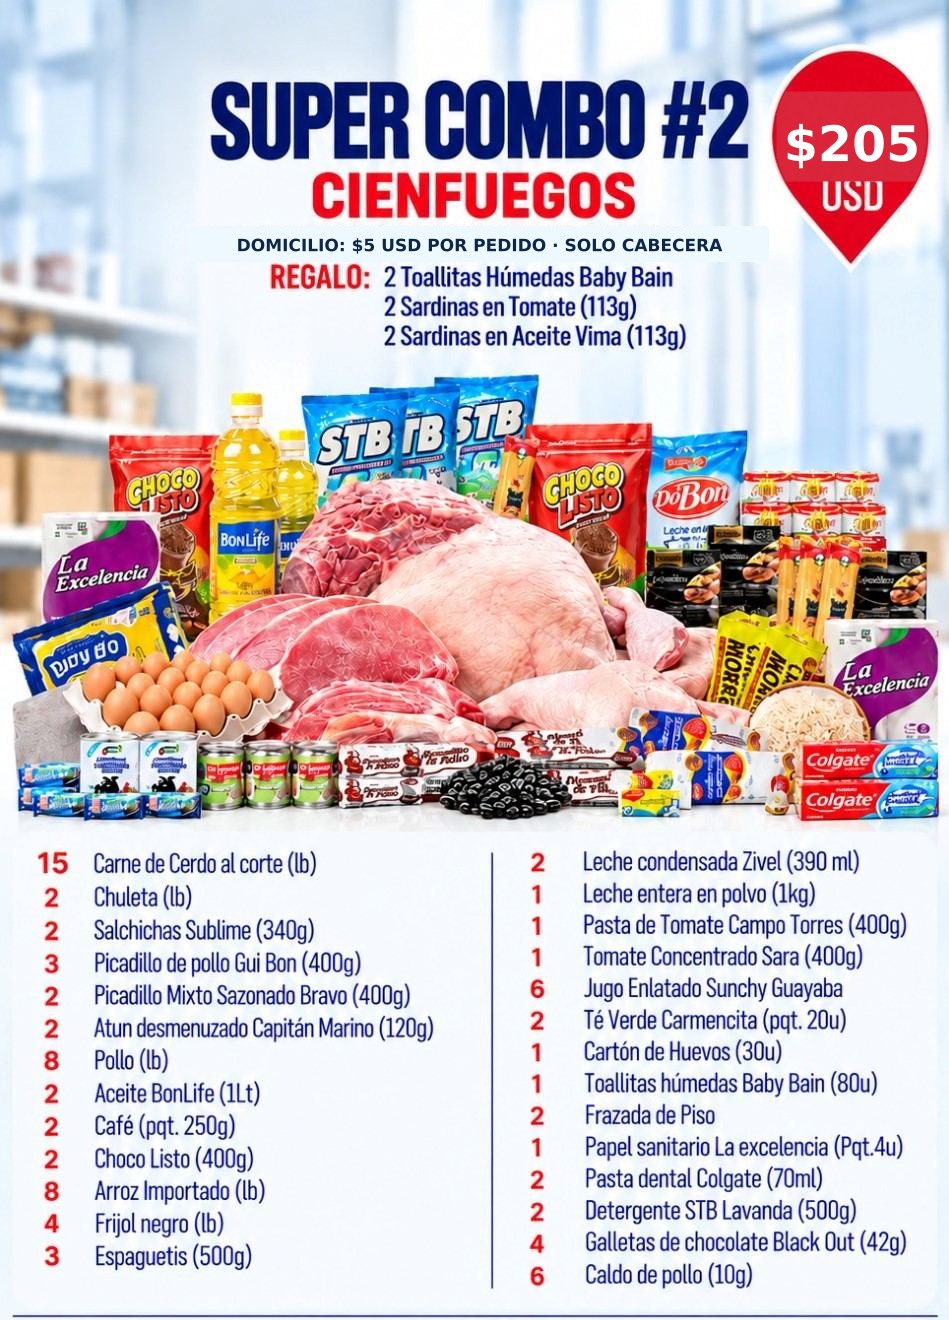 SUPER COMBO #2
$205
USD
CIENFUEGOS
DOMICILIO: $5 USD POR PEDIDO · SOLO CABECERA
REGALO: 2 Toallitas Húmedas Baby Bain
2 Sardinas en Tomate (113g)
2 Sardinas en Aceite Vima (113g)
STB
TB
STB
CHOCO
LISTO
CHOCO
LISTO
DóBon
BonLife
La
Excelencia
La
Excelencia
Colgate
Colgate
15 Carne de Cerdo al corte (lb)
2 Chuleta (lb)
2 Salchichas Sublime (340g)
3 Picadillo de pollo Gui Bon (400g)
2 Picadillo Mixto Sazonado Bravo (400g)
2 Atun desmenuzado Capitán Marino (120g)
8 Pollo (lb)
2 Aceite BonLife (1Lt)
2 Café (pqt. 250g)
2 Choco Listo (400g)
8 Arroz Importado (lb)
4 Frijol negro (lb)
3 Espaguetis (500g)
2 Leche condensada Zivel (390 ml)
1 Leche entera en polvo (1kg)
1 Pasta de Tomate Campo Torres (400g)
1 Tomate Concentrado Sara (400g)
6 Jugo Enlatado Sunchy Guayaba
2 Té Verde Carmencita (pqt. 20u)
1 Cartón de Huevos (30u)
1 Toallitas húmedas Baby Bain (80u)
2 Frazada de Piso
1 Papel sanitario La excelencia (Pqt.4u)
2 Pasta dental Colgate (70ml)
2 Detergente STB Lavanda (500g)
4 Galletas de chocolate Black Out (42g)
6 Caldo de pollo (10g)